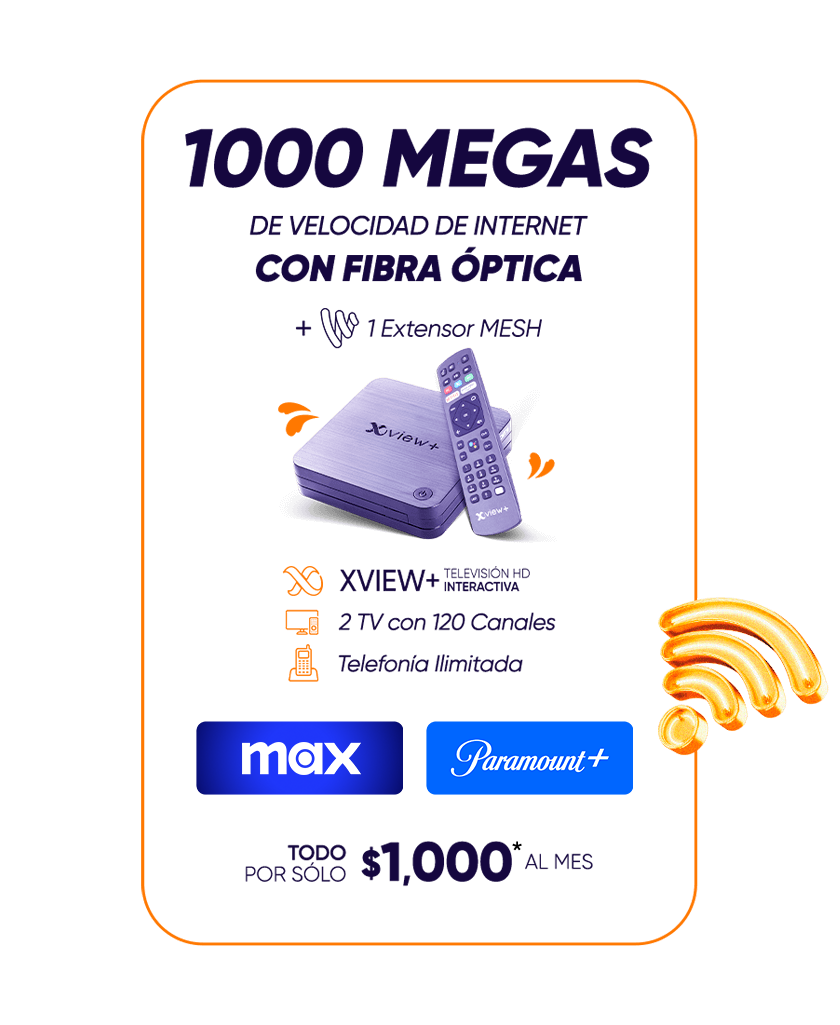 1000 MEGAS
DE VELOCIDAD DE INTERNET
CON FIBRA ÓPTICA
+ 1 Extensor MESH
xview+
xview+
XVIEW+ TELEVISIÓN HD
INTERACTIVA
2 TV con 120 Canales
Telefonía Ilimitada
max
Paramount+
TODO
POR SÓLO
$1,000* AL MES